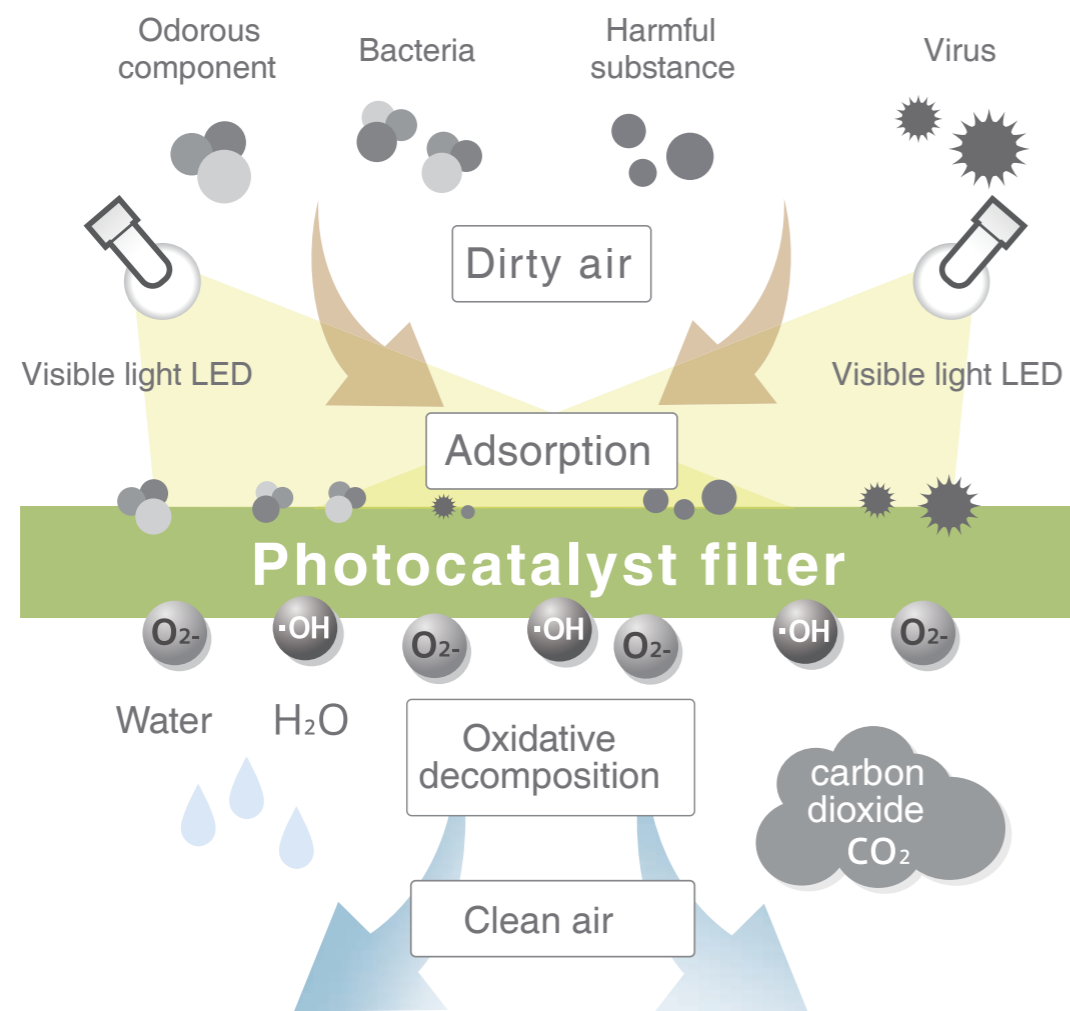 Odorous
component
Bacteria
Harmful
substance
Virus
Dirty air
Visible light LED
Visible light LED
Adsorption
Photocatalyst filter
O2-
·OH
O2-
·OH
O2-
·OH
O2-
Water
H2O
Oxidative
decomposition
carbon
dioxide
CO2
Clean air